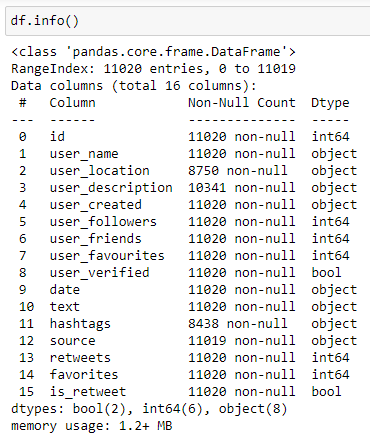 df.info()
<class 'pandas.core.frame.DataFrame'>
RangeIndex: 11020 entries, 0 to 11019
Data columns (total 16 columns):
 #   Column            Non-Null Count  Dtype
---  ------            --------------  -----
 0   id                11020 non-null  int64
 1   user_name         11020 non-null  object
 2   user_location     8750 non-null   object
 3   user_description  10341 non-null  object
 4   user_created      11020 non-null  object
 5   user_followers    11020 non-null  int64
 6   user_friends      11020 non-null  int64
 7   user_favourites   11020 non-null  int64
 8   user_verified     11020 non-null  bool
 9   date              11020 non-null  object
 10  text              11020 non-null  object
 11  hashtags          8438 non-null   object
 12  source            11019 non-null  object
 13  retweets          11020 non-null  int64
 14  favorites         11020 non-null  int64
 15  is_retweet        11020 non-null  bool
dtypes: bool(2), int64(6), object(8)
memory usage: 1.2+ MB